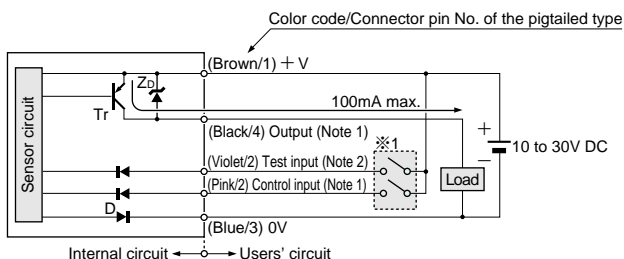 Color code/Connector pin No. of the pigtailed type
(Brown/1) ＋V
ZD
Tr
100mA max.
Sensor circuit
(Black/4) Output (Note 1)
※1
+
−
10 to 30V DC
(Violet/2) Test input (Note 2)
(Pink/2) Control input (Note 1)
Load
D
(Blue/3) 0V
Internal circuit
Users' circuit